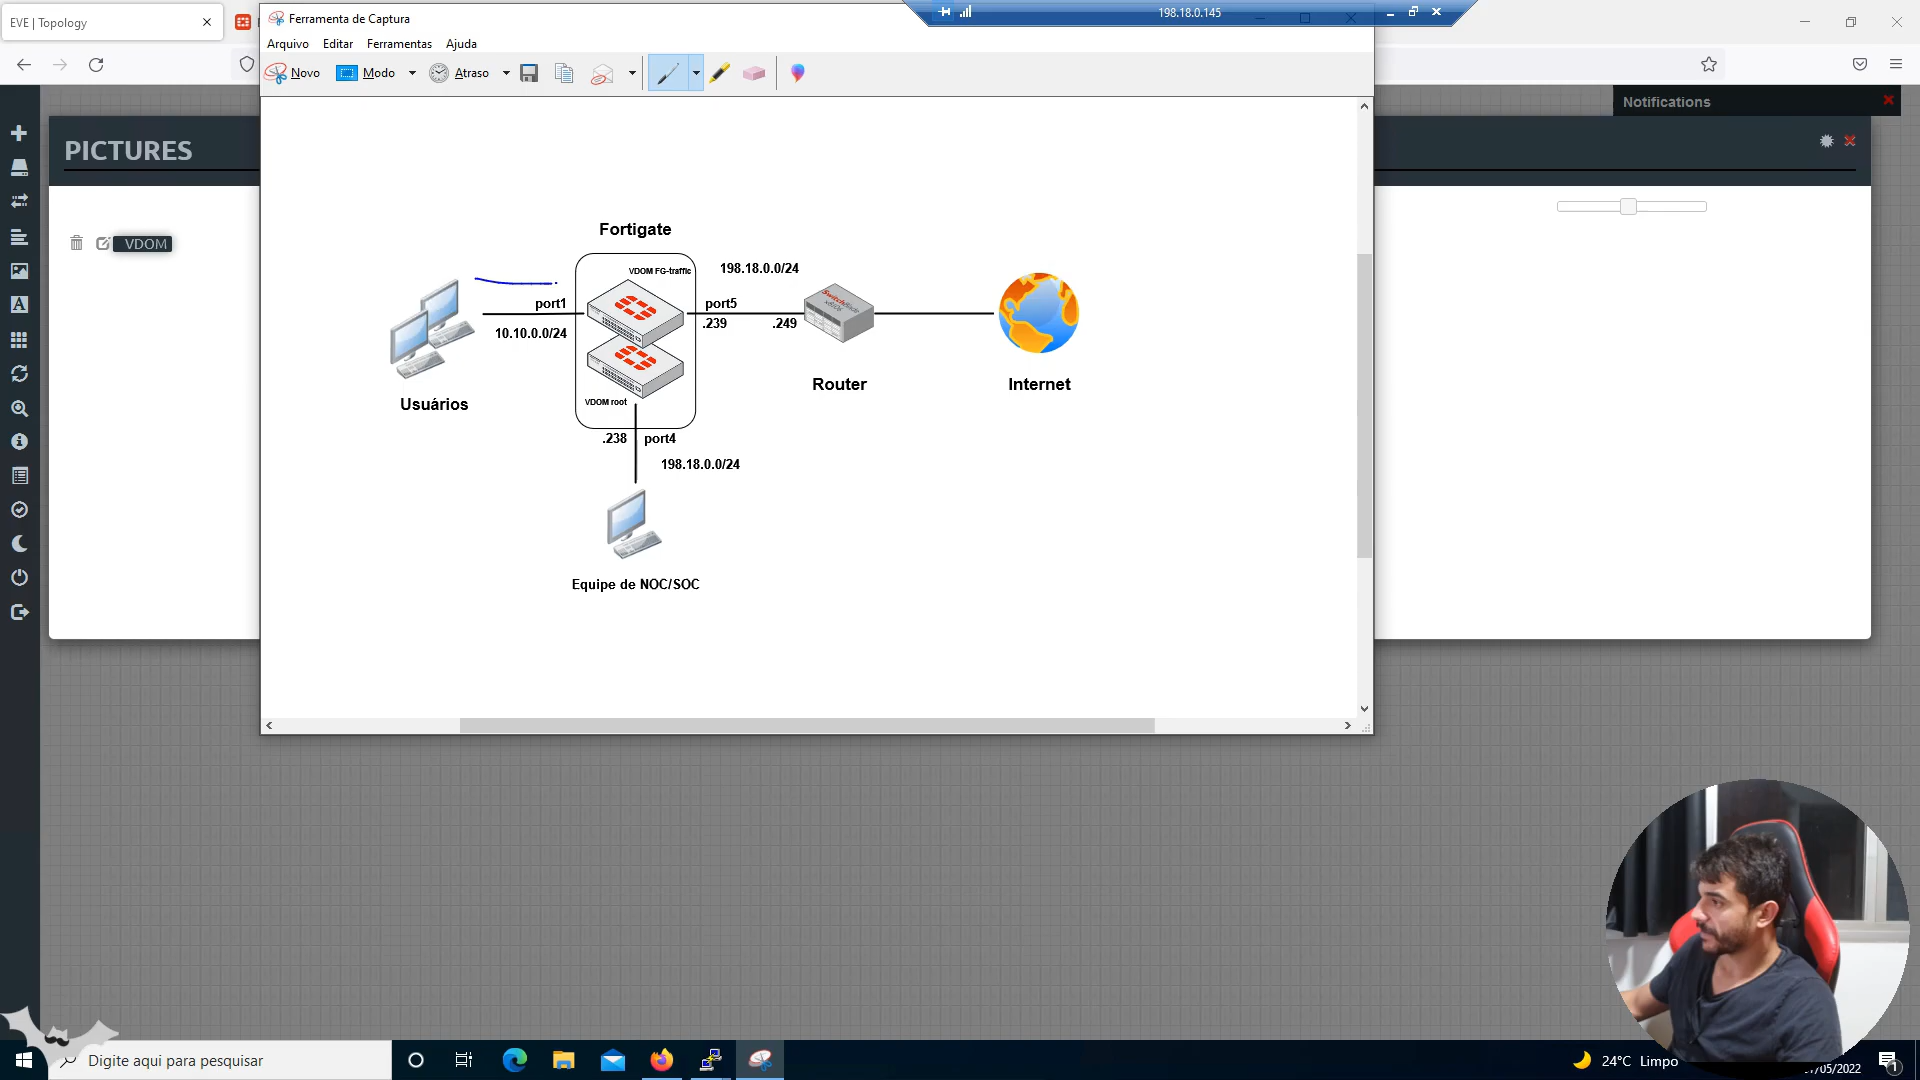 EVE | Topology
Ferramenta de Captura
198.18.0.145
Arquivo Editar Ferramentas Ajuda
Novo Modo Atraso
Notifications
PICTURES
VDOM
Fortigate
VDOM FG-traffic
198.18.0.0/24
port1
port5
10.10.0.0/24
.239
.249
VDOM root
Usuários
Router
Internet
.238
port4
198.18.0.0/24
Equipe de NOC/SOC
Digite aqui para pesquisar
24°C Limpo
/05/2022
1